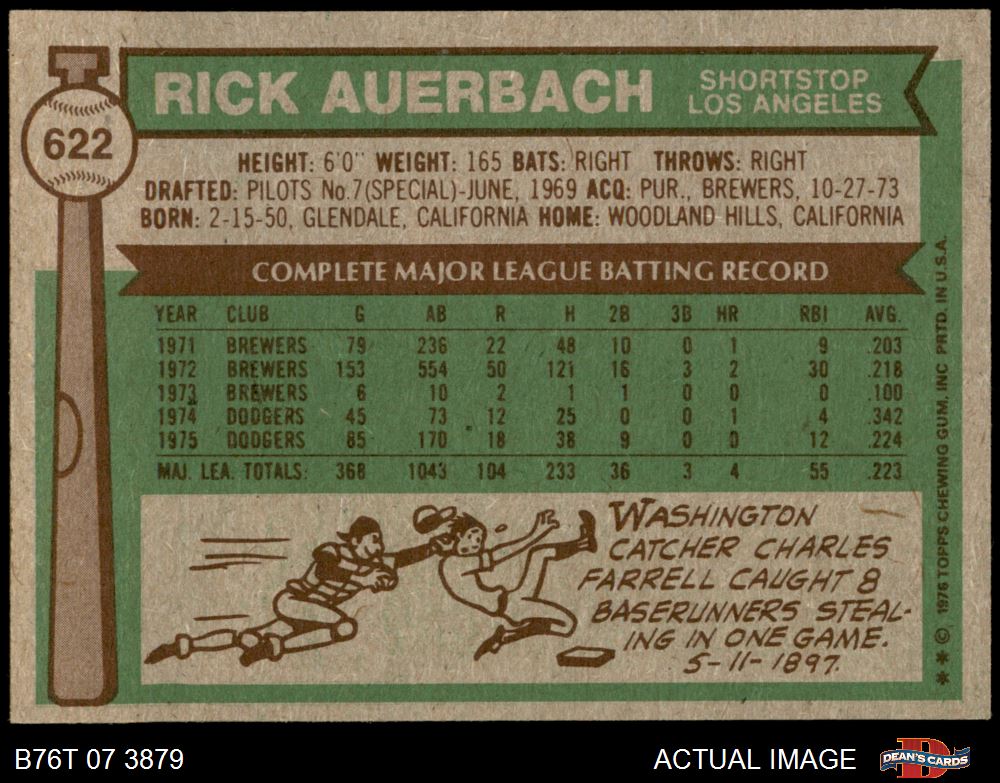 622
RICK AUERBACH
SHORTSTOP
LOS ANGELES
HEIGHT: 6'0" WEIGHT: 165 BATS: RIGHT THROWS: RIGHT
DRAFTED: PILOTS No.7(SPECIAL)-JUNE, 1969 ACQ: PUR., BREWERS, 10-27-73
BORN: 2-15-50, GLENDALE, CALIFORNIA HOME: WOODLAND HILLS, CALIFORNIA
COMPLETE MAJOR LEAGUE BATTING RECORD
YEAR CLUB G AB R H 2B 3B HR RBI AVG.
1971 BREWERS 79 236 22 48 10 0 1 9 .203
1972 BREWERS 153 554 50 121 16 3 2 30 .218
1973 BREWERS 6 10 2 1 1 0 0 0 .100
1974 DODGERS 45 73 12 25 0 0 1 4 .342
1975 DODGERS 85 170 18 38 9 0 0 12 .224
MAJ. LEA. TOTALS: 368 1043 104 233 36 3 4 55 .223
WASHINGTON
CATCHER CHARLES
FARRELL CAUGHT 8
BASERUNNERS STEAL-
ING IN ONE GAME.
5-11-1897.
** © 1976 TOPPS CHEWING GUM, INC PRTD. IN U.S.A.
B76T 07 3879
ACTUAL IMAGE
DEAN'S CARDS